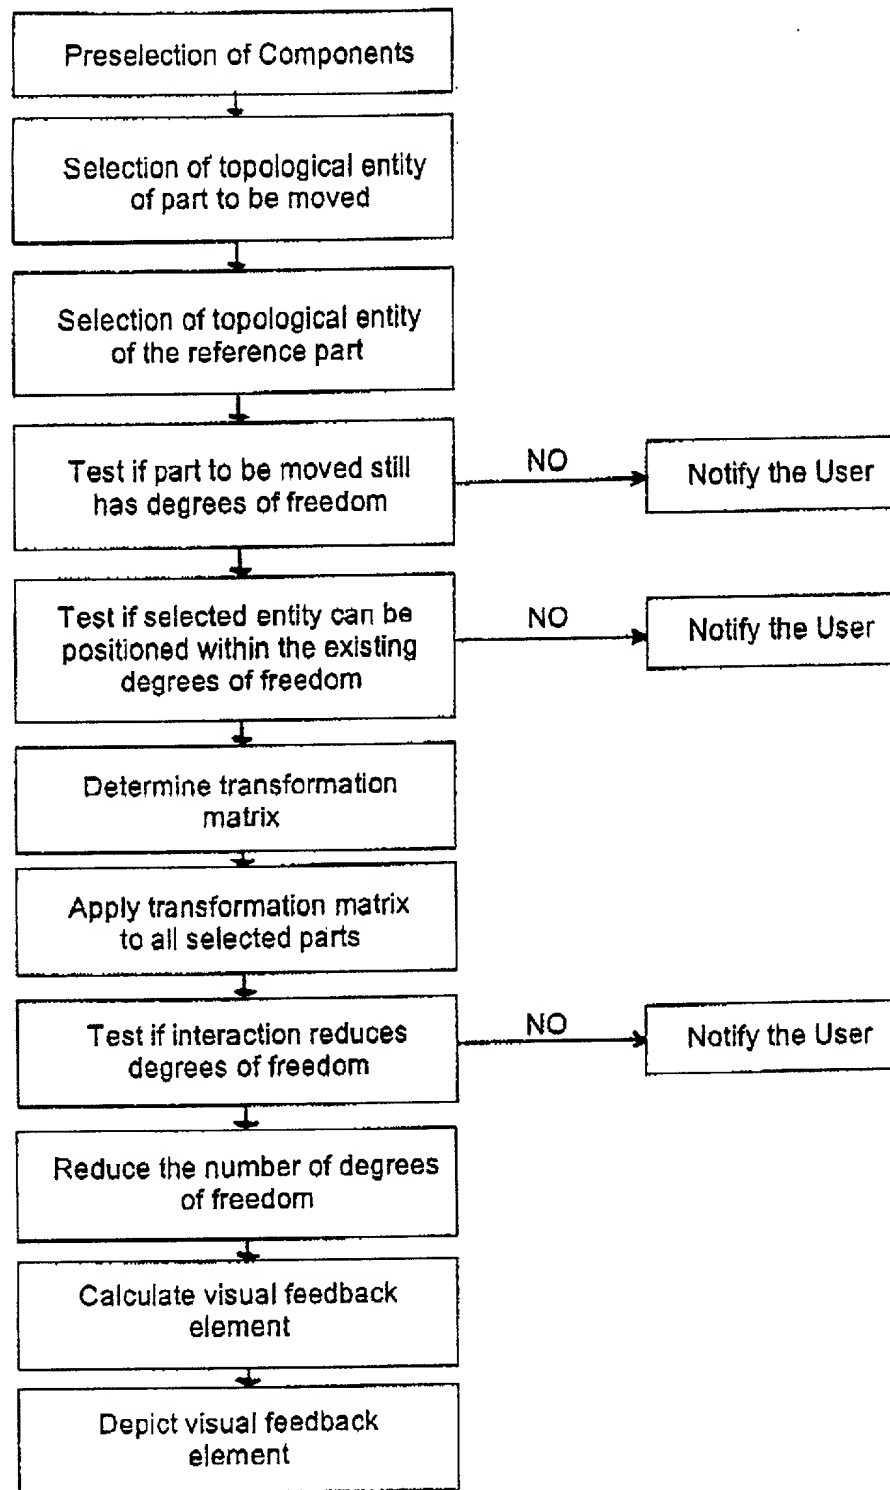 Preselection of Components
Selection of topological entity
of part to be moved
Selection of topological entity
of the reference part
Test if part to be moved still
has degrees of freedom
NO
Notify the User
Test if selected entity can be
positioned within the existing
degrees of freedom
NO
Notify the User
Determine transformation
matrix
Apply transformation matrix
to all selected parts
Test if interaction reduces
degrees of freedom
NO
Notify the User
Reduce the number of degrees
of freedom
Calculate visual feedback
element
Depict visual feedback
element